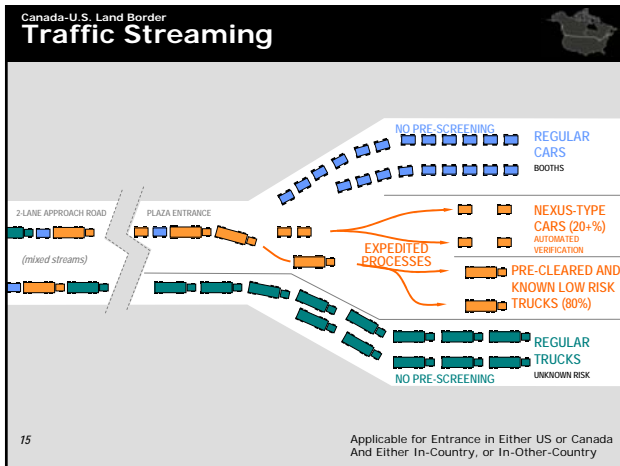 Canada-U.S. Land Border
Traffic Streaming
NO PRE-SCREENING
REGULAR
CARS
BOOTHS
2-LANE APPROACH ROAD
PLAZA ENTRANCE
(mixed streams)
NEXUS-TYPE
CARS (20+%)
AUTOMATED
VERIFICATION
EXPEDITED
PROCESSES
PRE-CLEARED AND
KNOWN LOW RISK
TRUCKS (80%)
REGULAR
TRUCKS
UNKNOWN RISK
NO PRE-SCREENING
15
Applicable for Entrance in Either US or Canada
And Either In-Country, or In-Other-Country